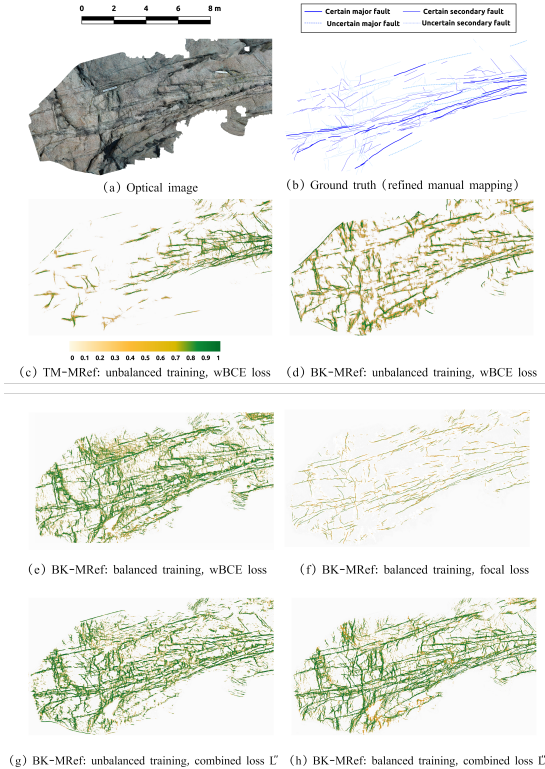 0 2 4 6 8 m
Certain major fault Certain secondary fault
Uncertain major fault Uncertain secondary fault
(a) Optical image
(b) Ground truth (refined manual mapping)
0 0.1 0.2 0.3 0.4 0.5 0.6 0.7 0.8 0.9 1
(c) TM-MRef: unbalanced training, wBCE loss
(d) BK-MRef: unbalanced training, wBCE loss
(e) BK-MRef: balanced training, wBCE loss
(f) BK-MRef: balanced training, focal loss
(g) BK-MRef: unbalanced training, combined loss L″
(h) BK-MRef: balanced training, combined loss L″